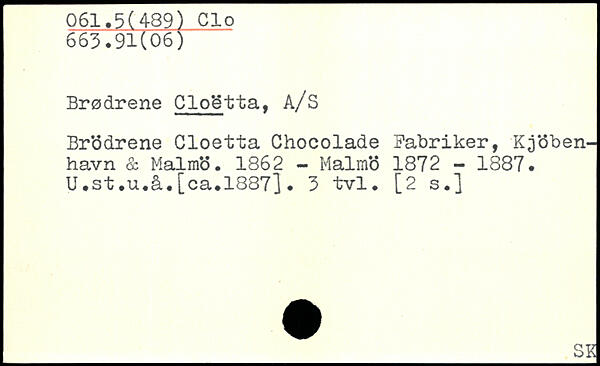 061.5(489) Clo
663.91(06)
Brødrene Cloëtta, A/S
Brödrene Cloetta Chocolade Fabriker, Kjöben-
havn & Malmö. 1862 - Malmö 1872 - 1887.
U.st.u.å.[ca.1887]. 3 tvl. [2 s.]
SK